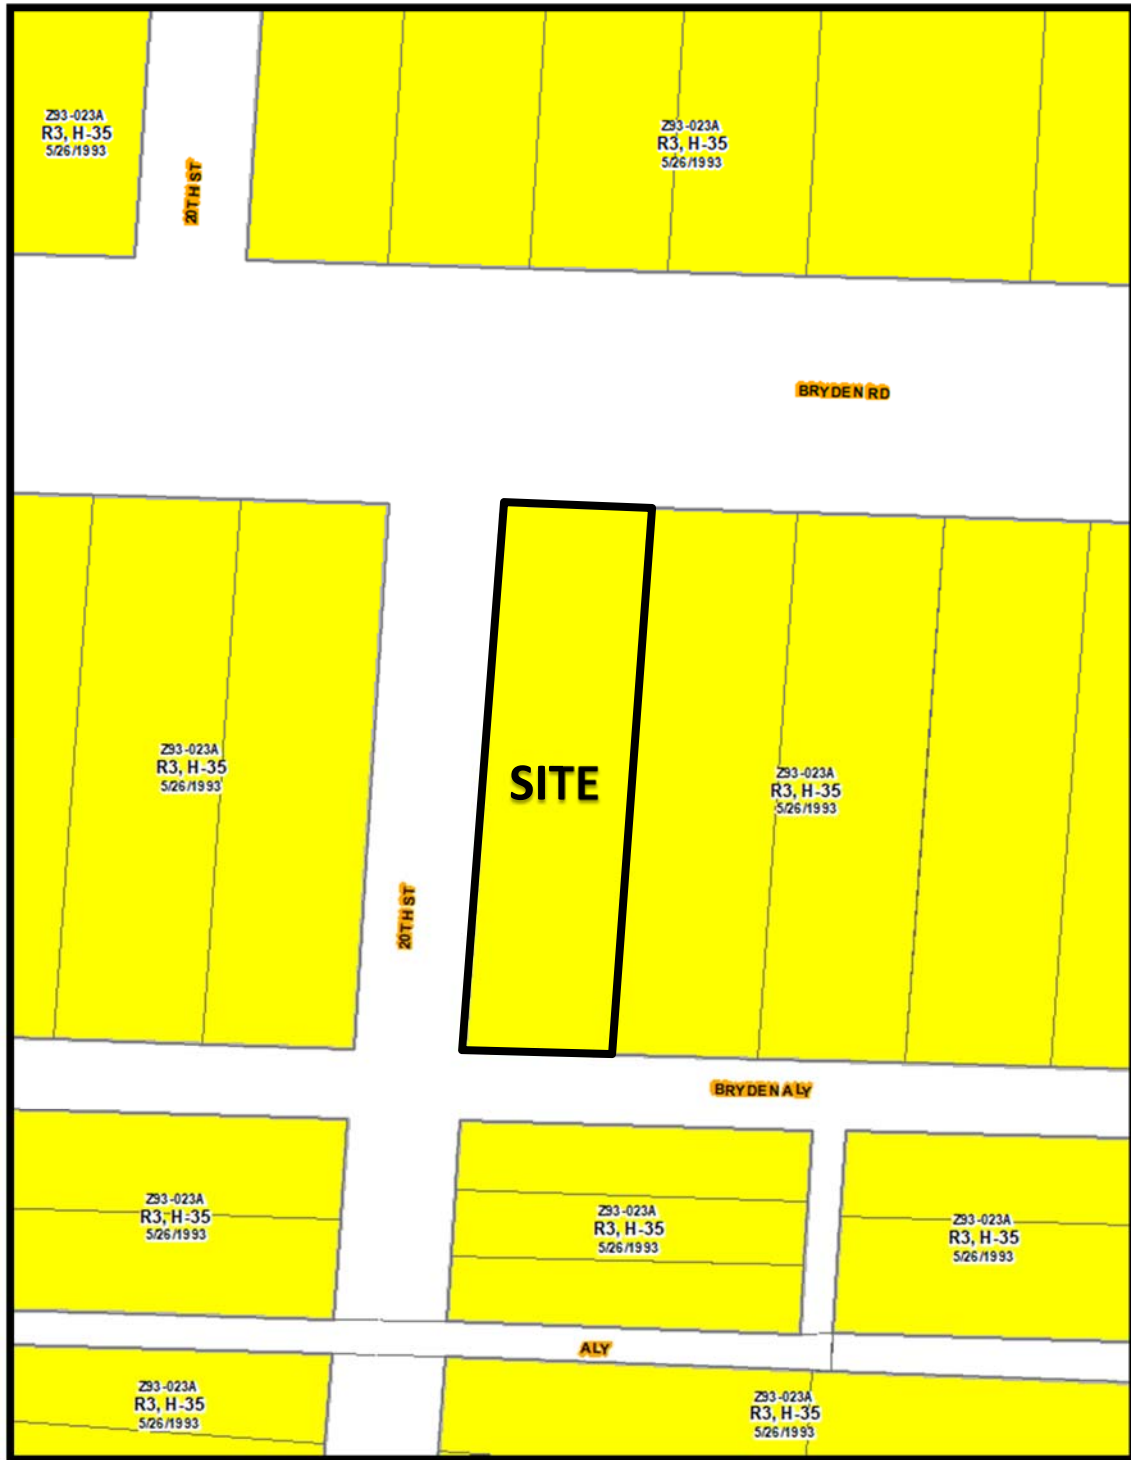 Z93-023A
R3, H-35
5/26/1993
Z93-023A
R3, H-35
5/26/1993
20TH ST
BRYDEN RD
Z93-023A
R3, H-35
5/26/1993
SITE
Z93-023A
R3, H-35
5/26/1993
20TH ST
BRYDEN ALY
Z93-023A
R3, H-35
5/26/1993
Z93-023A
R3, H-35
5/26/1993
Z93-023A
R3, H-35
5/26/1993
ALY
Z93-023A
R3, H-35
5/26/1993
Z93-023A
R3, H-35
5/26/1993